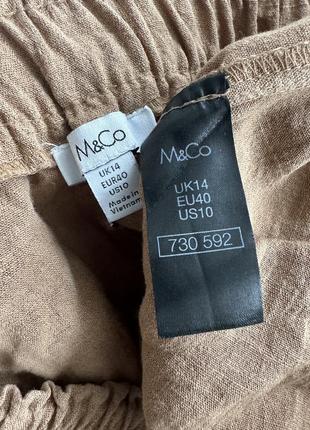 M&Co
UK14
EUR40
US10
Made in
Vietnam
M&Co
UK14
EU40
US10
730 592